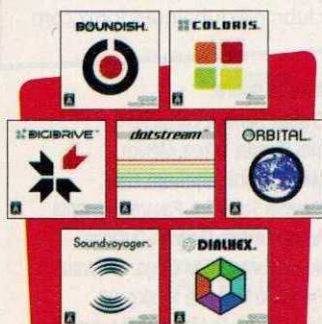 BOUNDISH.
COLORIS.
DIGIDRIVE
dotstream
ORBITAL
Soundvoyager.
DIALHEX.